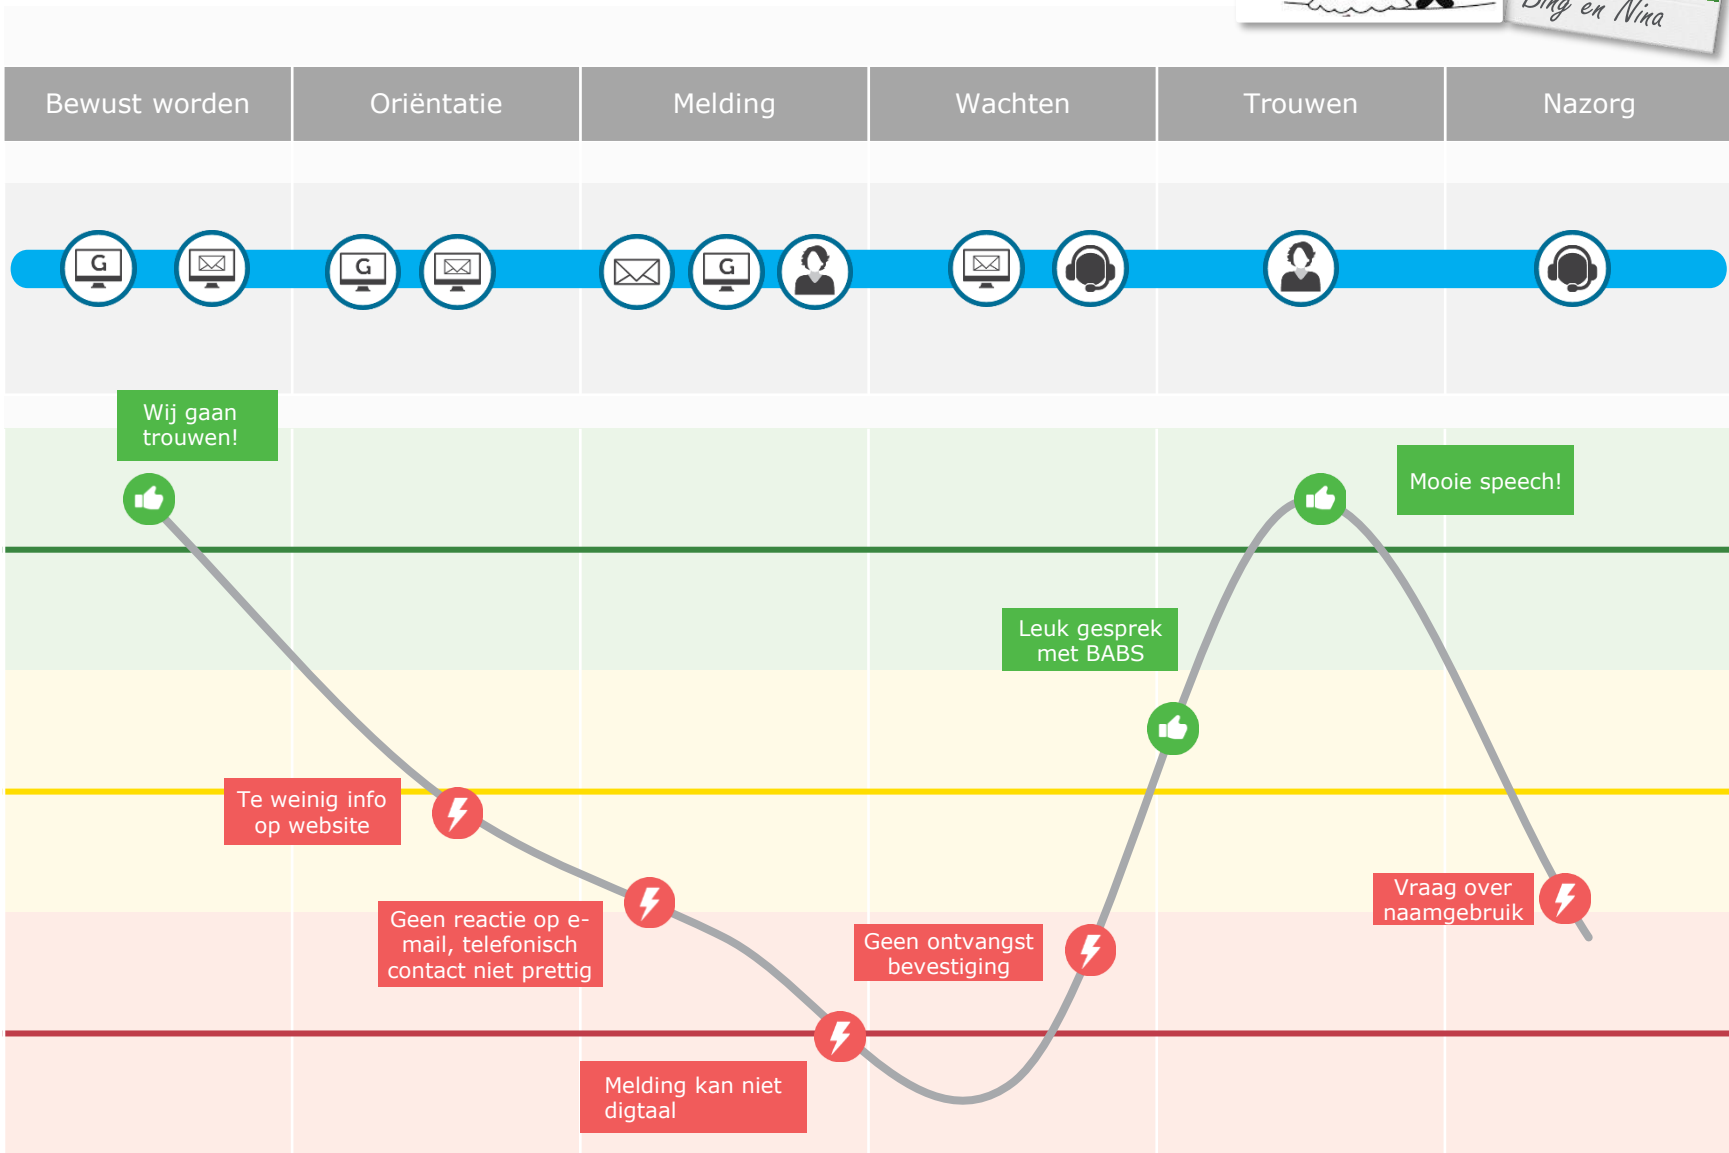 Bing en Nina
Bewust worden
Oriëntatie
Melding
Wachten
Trouwen
Nazorg
G
G
G
Wij gaan
trouwen!
Mooie speech!
Leuk gesprek
met BABS
Te weinig info
op website
Geen reactie op e-
mail, telefonisch
contact niet prettig
Geen ontvangst
bevestiging
Vraag over
naamgebruik
Melding kan niet
digtaal